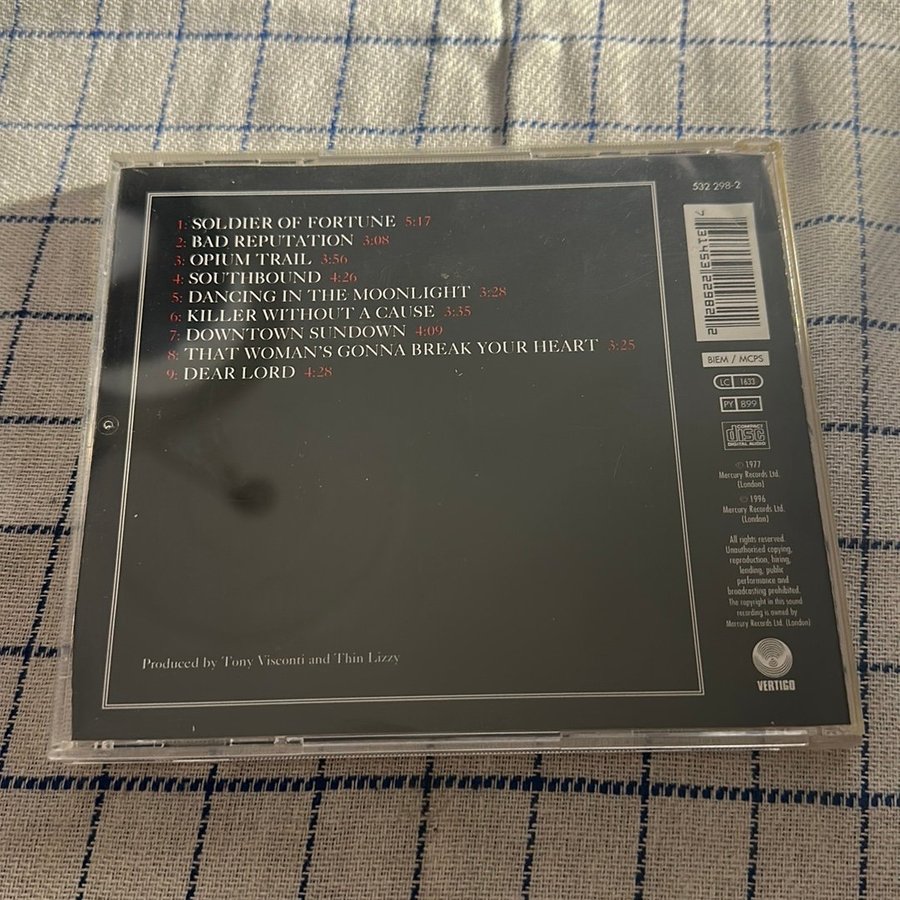 1: SOLDIER OF FORTUNE 5:17
2: BAD REPUTATION 3:08
3: OPIUM TRAIL 3:56
4: SOUTHBOUND 4:26
5: DANCING IN THE MOONLIGHT 3:28
6: KILLER WITHOUT A CAUSE 3:35
7: DOWNTOWN SUNDOWN 4:09
8: THAT WOMAN'S GONNA BREAK YOUR HEART 3:25
9: DEAR LORD 4:28
Produced by Tony Visconti and Thin Lizzy
532 298-2
7 31453 22982 2
BIEM / MCPS
LC 1633
PY 899
COMPACT
disc
DIGITAL AUDIO
℗ 1977
Mercury Records Ltd.
(London)
© 1996
Mercury Records Ltd.
(London)
All rights reserved.
Unauthorised copying,
reproduction, hiring,
lending, public
performance and
broadcasting prohibited.
The copyright in this sound
recording is owned by
Mercury Records Ltd. (London)
VERTIGO